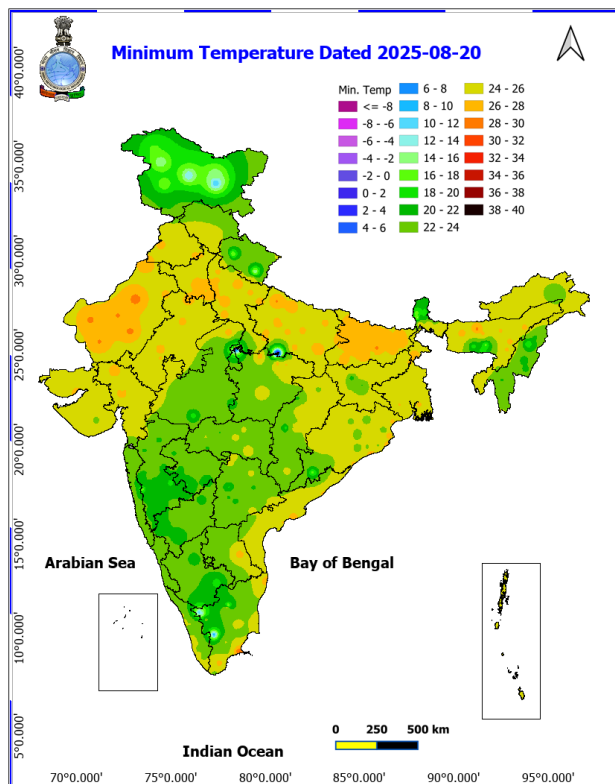 Minimum Temperature Dated 2025-08-20
Min. Temp
<= -8
-8 - -6
-6 - -4
-4 - -2
-2 - 0
0 - 2
2 - 4
4 - 6
6 - 8
8 - 10
10 - 12
12 - 14
14 - 16
16 - 18
18 - 20
20 - 22
22 - 24
24 - 26
26 - 28
28 - 30
30 - 32
32 - 34
34 - 36
36 - 38
38 - 40
40°0.000'
35°0.000'
30°0.000'
25°0.000'
20°0.000'
15°0.000'
10°0.000'
5°0.000'
Arabian Sea
Bay of Bengal
0 250 500 km
Indian Ocean
70°0.000' 75°0.000' 80°0.000' 85°0.000' 90°0.000' 95°0.000'